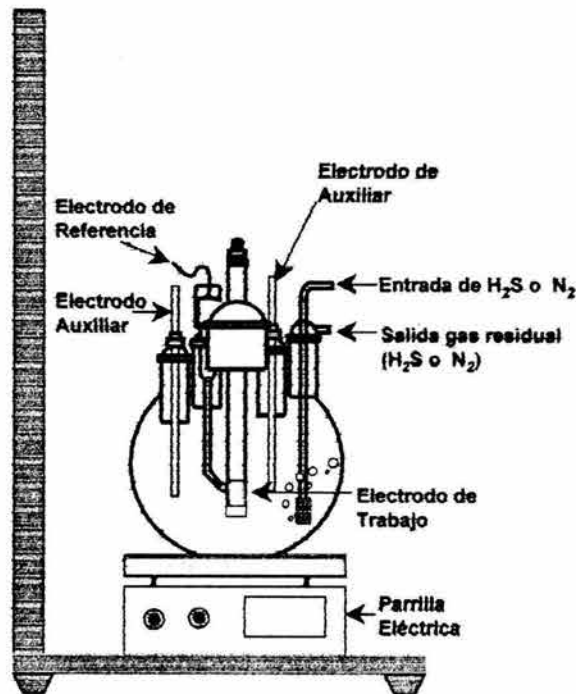 Electrodo de
Auxiliar
Electrodo de
Referencia
Electrodo
Auxiliar
Entrada de H₂S o N₂
Salida gas residual
(H₂S o N₂)
Electrodo de
Trabajo
Parrilla
Eléctrica